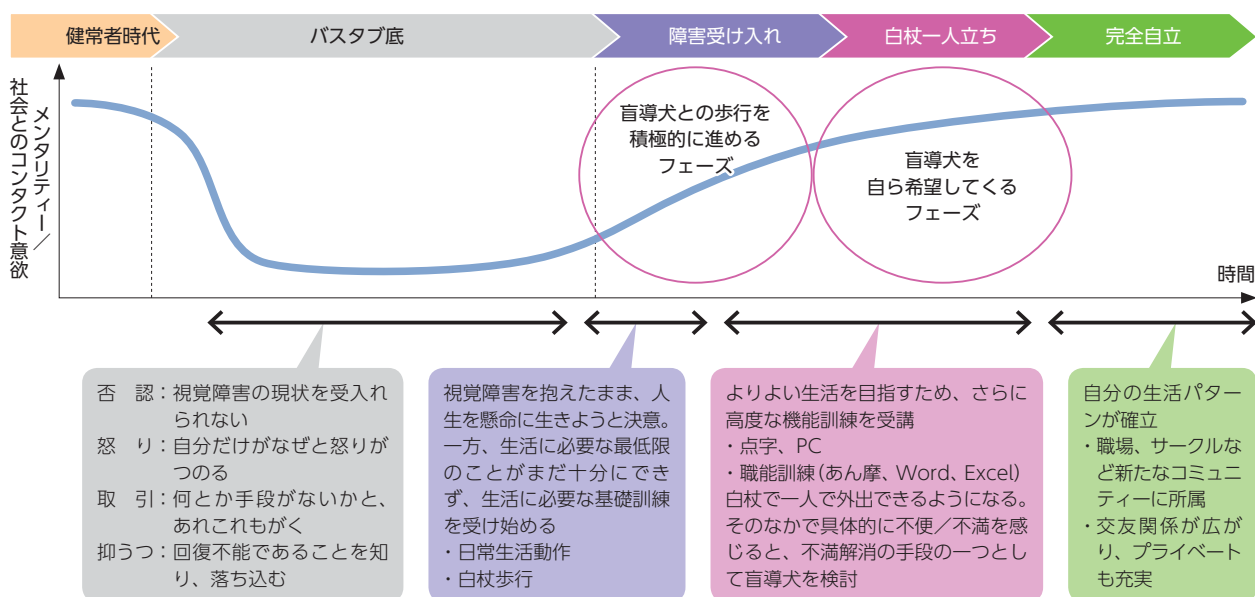 健常者時代
バスタブ底
障害受け入れ
白杖一人立ち
完全自立
メンタリティー／
社会とのコンタクト意欲
盲導犬との歩行を
積極的に進める
フェーズ
盲導犬を
自ら希望してくる
フェーズ
時間
否　認：視覚障害の現状を受入れ
られない
怒　り：自分だけがなぜと怒りが
つのる
取　引：何とか手段がないかと、
あれこれもがく
抑うつ：回復不能であることを知
り、落ち込む
視覚障害を抱えたまま、人
生を懸命に生きようと決意。
一方、生活に必要な最低限
のことがまだ十分にでき
ず、生活に必要な基礎訓練
を受け始める
・日常生活動作
・白杖歩行
よりよい生活を目指すため、さらに
高度な機能訓練を受講
・点字、PC
・職能訓練（あん摩、Word、Excel）
白杖で一人で外出できるようになる。
そのなかで具体的に不便／不満を感
じると、不満解消の手段の一つとし
て盲導犬を検討
自分の生活パター
ンが確立
・職場、サークルな
ど新たなコミュニ
ティーに所属
・交友関係が広が
り、プライベート
も充実